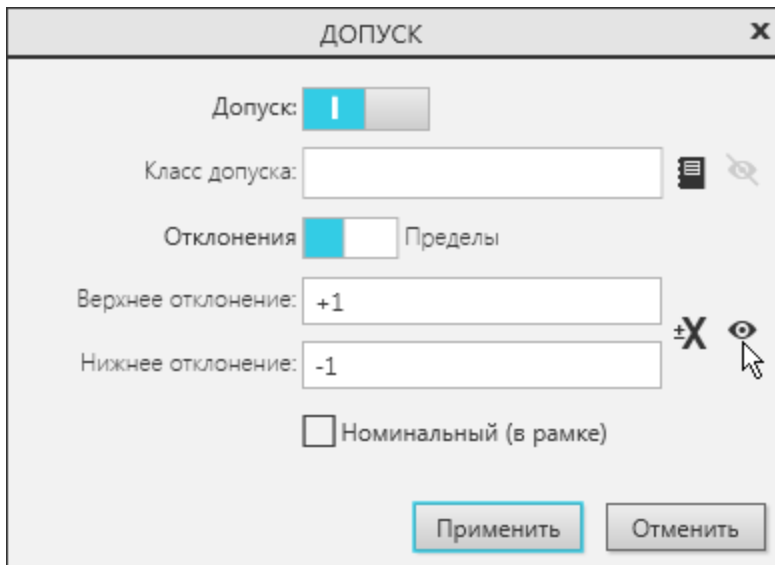 ДОПУСК x
Допуск: I
Класс допуска:
Отклонения Пределы
Верхнее отклонение: +1
±X
Нижнее отклонение: -1
Номинальный (в рамке)
Применить Отменить